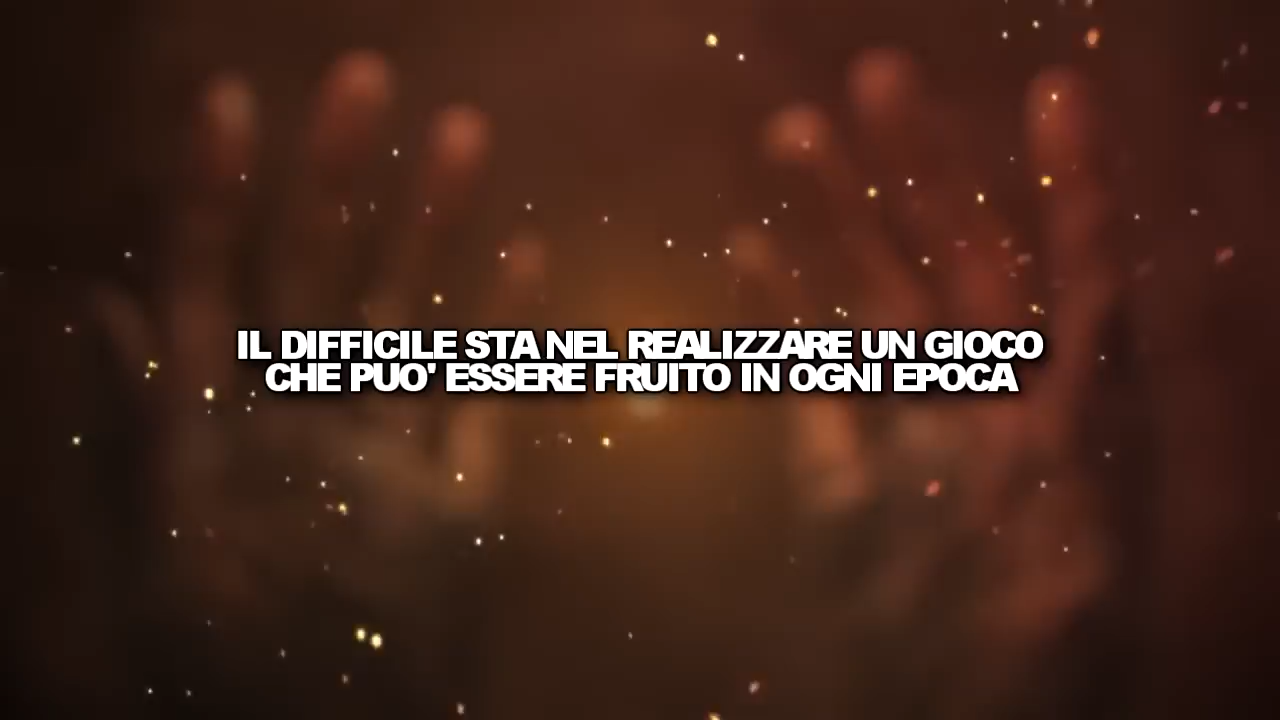 IL DIFFICILE STA NEL REALIZZARE UN GIOCO
CHE PUO' ESSERE FRUITO IN OGNI EPOCA